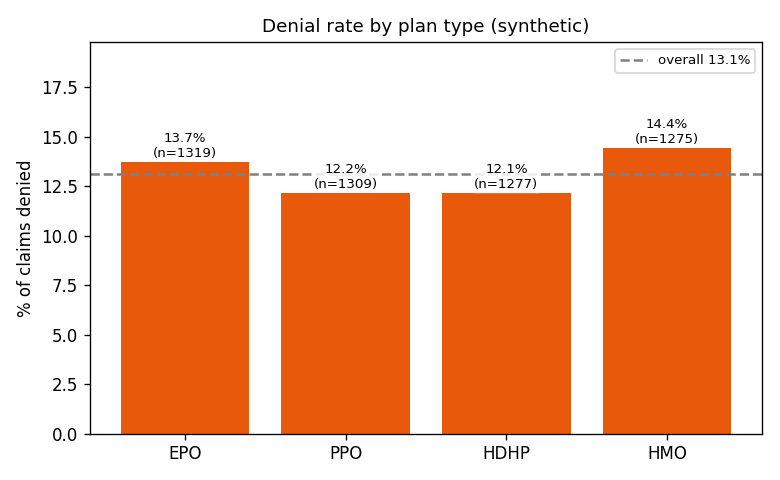 Denial rate by plan type (synthetic)
overall 13.1%
% of claims denied
17.5
15.0
12.5
10.0
7.5
5.0
2.5
0.0
13.7%
(n=1319)
12.2%
(n=1309)
12.1%
(n=1277)
14.4%
(n=1275)
EPO
PPO
HDHP
HMO